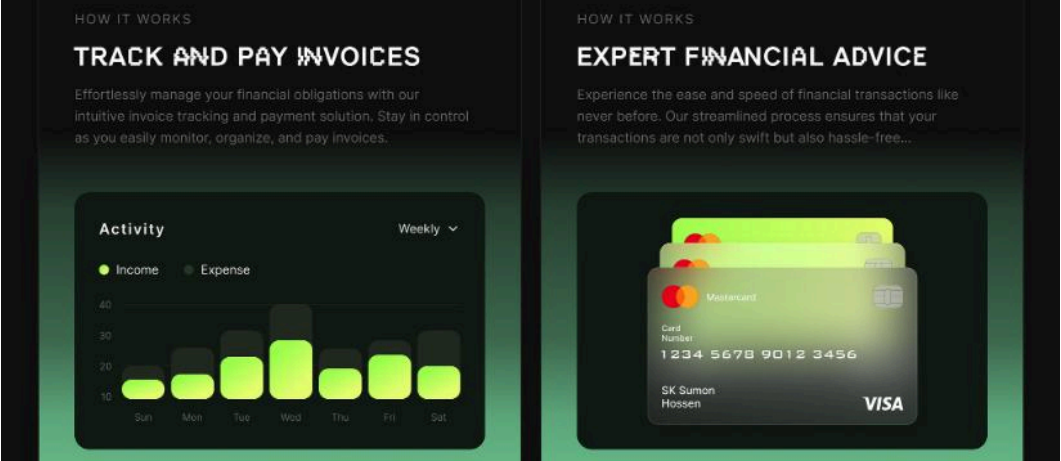 HOW IT WORKS
TRACK AND PAY INVOICES
Effortlessly manage your financial obligations with our
intuitive invoice tracking and payment solution. Stay in control
as you easily monitor, organize, and pay invoices.
Activity
Weekly
Income
Expense
40
30
20
10
Sun
Mon
Tue
Wed
Thu
Fri
Sat
HOW IT WORKS
EXPERT FINANCIAL ADVICE
Experience the ease and speed of financial transactions like
never before. Our streamlined process ensures that your
transactions are not only swift but also hassle-free...
Mastercard
Card
Number
1234 5678 9012 3456
SK Sumon
Hossen
VISA